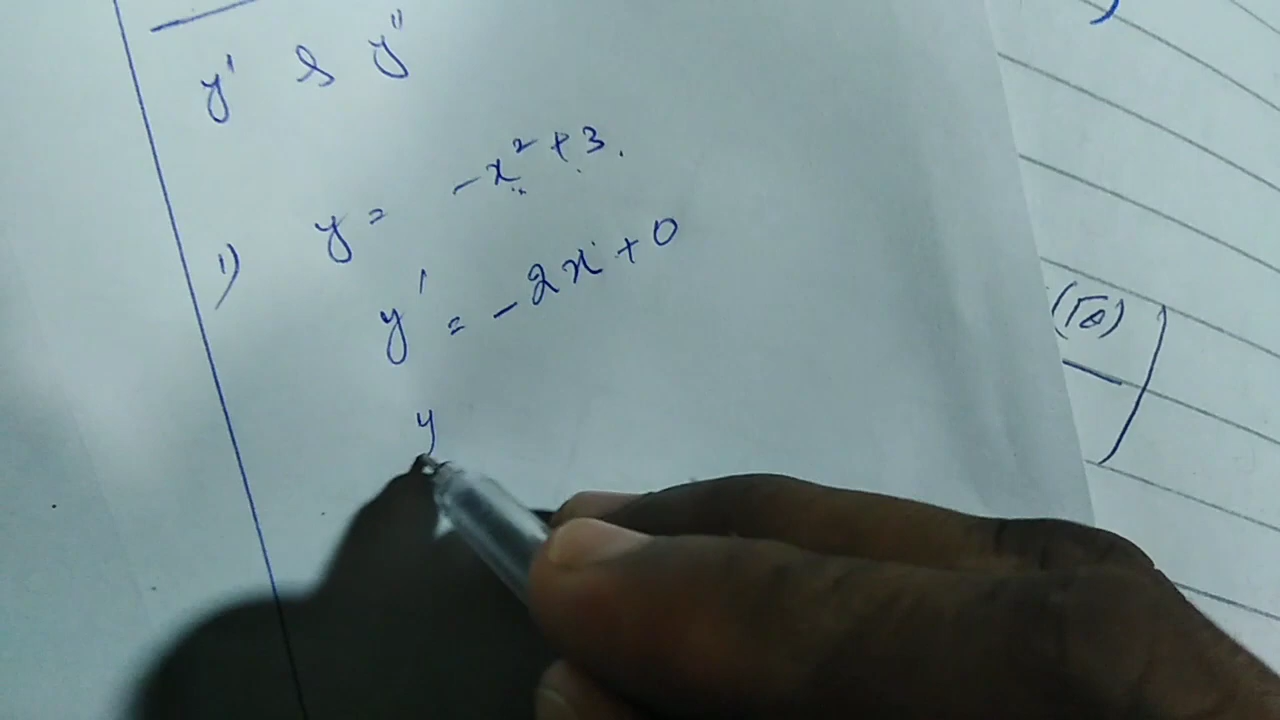 y' & y"
1) y = -x² + 3.
y' = -2x + 0
y
(√θ)